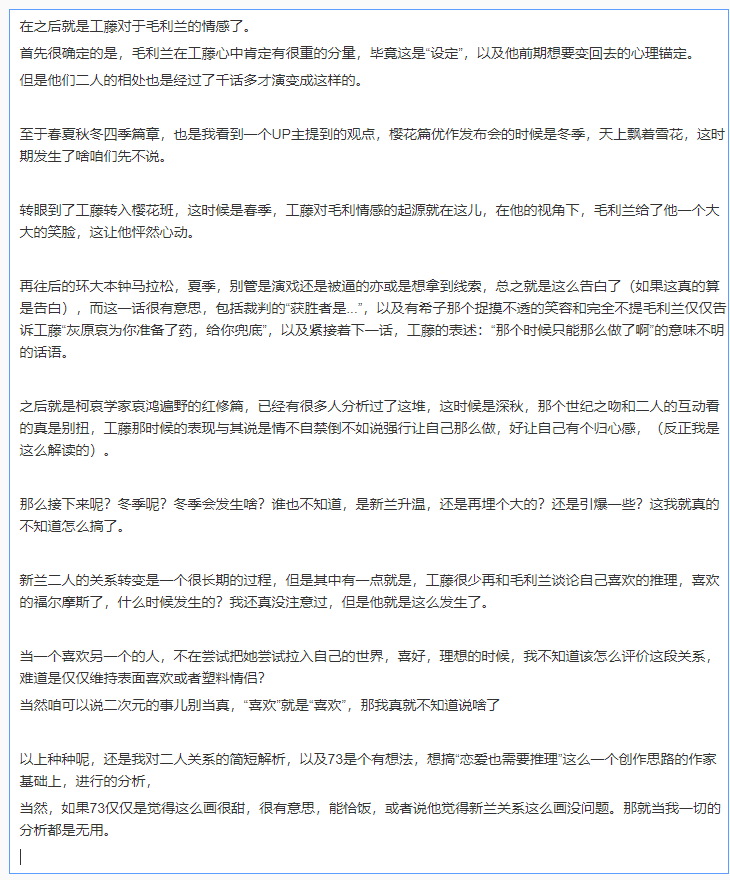 在之后就是工藤对于毛利兰的情感了。
首先很确定的是，毛利兰在工藤心中肯定有很重的分量，毕竟这是“设定”，以及他前期想要变回去的心理锚定。
但是他们二人的相处也是经过了千话多才演变成这样的。
至于春夏秋冬四季篇章，也是我看到一个UP主提到的观点，樱花篇优作发布会的时候是冬季，天上飘着雪花，这时
期发生了啥咱们先不说。
转眼到了工藤转入樱花班，这时候是春季，工藤对毛利情感的起源就在这儿，在他的视角下，毛利兰给了他一个大
大的笑脸，这让他怦然心动。
再往后的环大本钟马拉松，夏季，别管是演戏还是被逼的亦或是想拿到线索，总之就是这么告白了（如果这真的算
是告白），而这一话很有意思，包括裁判的“获胜者是...”，以及有希子那个捉摸不透的笑容和完全不提毛利兰仅仅告
诉工藤“灰原哀为你准备了药，给你兜底”，以及紧接着下一话，工藤的表述：“那个时候只能那么做了啊”的意味不明
的话语。
之后就是柯哀学家哀鸿遍野的红修篇，已经有很多人分析过了这堆，这时候是深秋，那个世纪之吻和二人的互动看
的真是别扭，工藤那时候的表现与其说是情不自禁倒不如说强行让自己那么做，好让自己有个归心感，（反正我是
这么解读的）。
那么接下来呢？冬季呢？冬季会发生啥？谁也不知道，是新兰升温，还是再埋个大的？还是引爆一些？这我就真的
不知道怎么搞了。
新兰二人的关系转变是一个很长期的过程，但是其中有一点就是，工藤很少再和毛利兰谈论自己喜欢的推理，喜欢
的福尔摩斯了，什么时候发生的？我还真没注意过，但是他就是这么发生了。
当一个喜欢另一个的人，不在尝试把她尝试拉入自己的世界，喜好，理想的时候，我不知道该怎么评价这段关系，
难道是仅仅维持表面喜欢或者塑料情侣？
当然咱可以说二次元的事儿别当真，“喜欢”就是“喜欢”，那我真就不知道说啥了
以上种种呢，还是我对二人关系的简短解析，以及73是个有想法，想搞“恋爱也需要推理”这么一个创作思路的作家
基础上，进行的分析，
当然，如果73仅仅是觉得这么画很甜，很有意思，能恰饭，或者说他觉得新兰关系这么画没问题。那就当我一切的
分析都是无用。